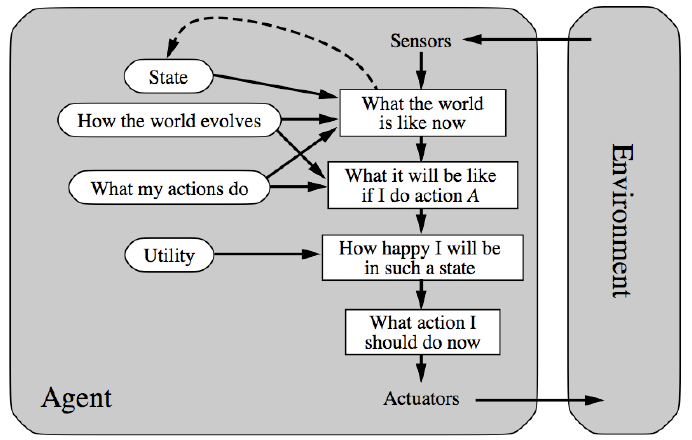 Sensors
State
What the world
is like now
How the world evolves
What my actions do
What it will be like
if I do action A
Utility
How happy I will be
in such a state
What action I
should do now
Agent
Actuators
Environment